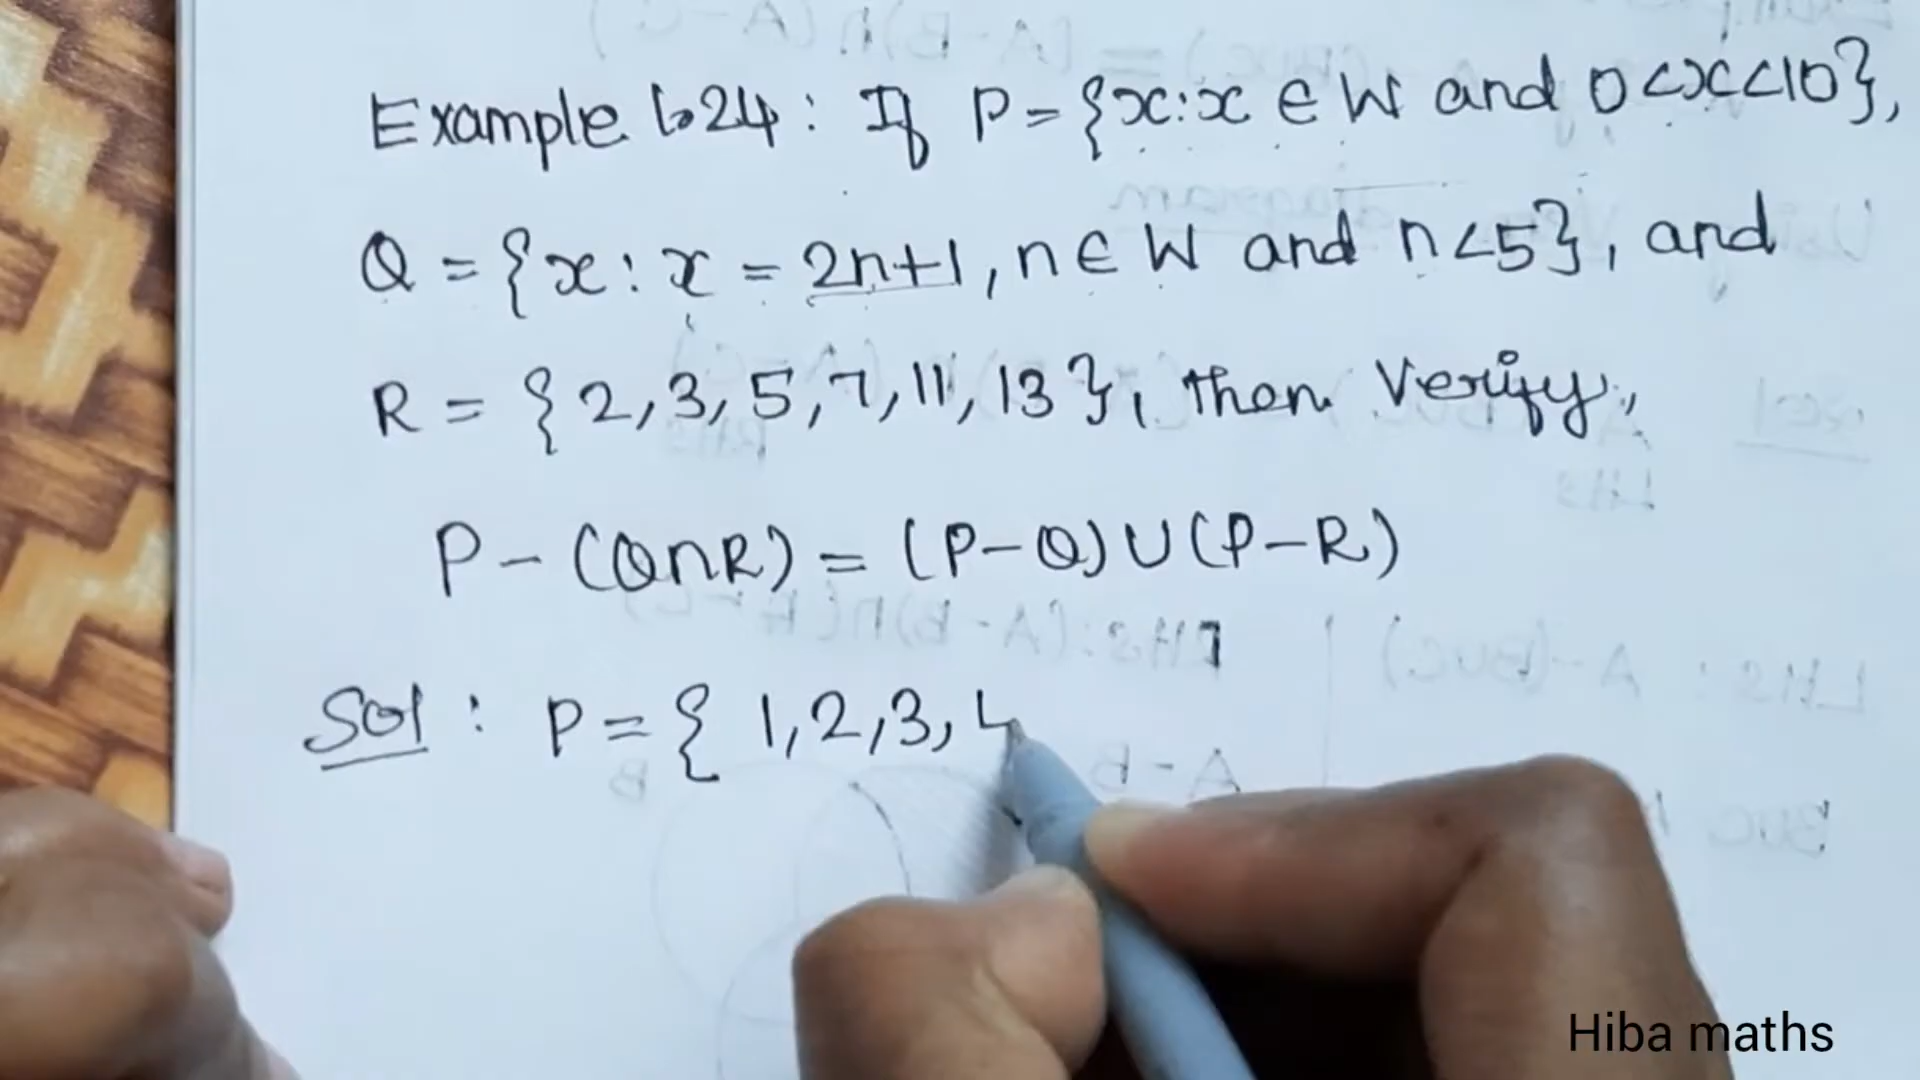 Example 1.24: If P={x:x ∈ W and 0<x<10},
Q = {x : x = 2n+1, n ∈ W and n<5}, and
R = {2, 3, 5, 7, 11, 13}, then Verify,
P - (Q∩R) = (P-Q)∪(P-R)
Sol : P = { 1, 2, 3, 4
Hiba maths